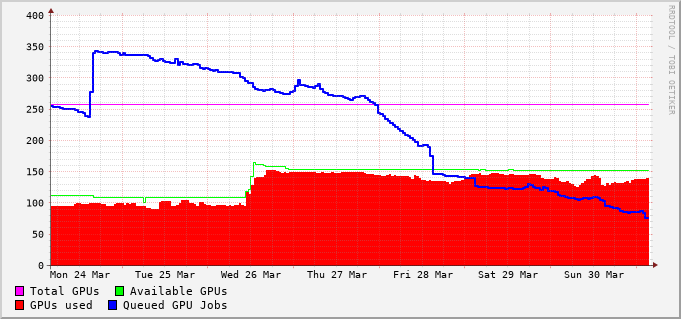 400
350
300
250
200
150
100
50
0
Mon 24 Mar Tue 25 Mar Wed 26 Mar Thu 27 Mar Fri 28 Mar Sat 29 Mar Sun 30 Mar
Total GPUs Available GPUs
GPUs used Queued GPU Jobs
RRDTOOL / TOBI OETIKER